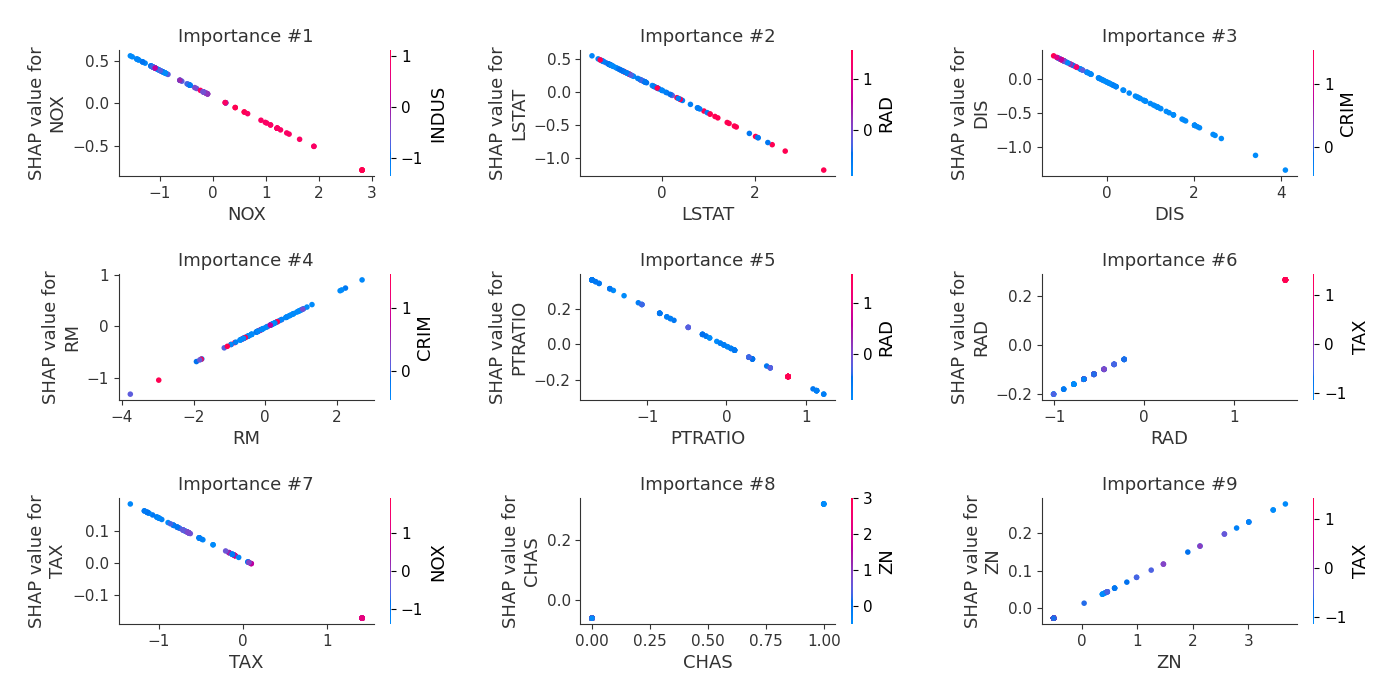 Importance #1
SHAP value for
NOX
0.5
0.0
−0.5
−1
0
1
2
3
NOX
1
0
−1
INDUS
Importance #2
SHAP value for
LSTAT
0.5
0.0
−0.5
−1.0
0
2
LSTAT
1
0
RAD
Importance #3
SHAP value for
DIS
0.0
−0.5
−1.0
0
2
4
DIS
1
0
CRIM
Importance #4
SHAP value for
RM
1
0
−1
−4
−2
0
2
RM
1
0
CRIM
Importance #5
SHAP value for
PTRATIO
0.2
0.0
−0.2
−1
0
1
PTRATIO
1
0
RAD
Importance #6
SHAP value for
RAD
0.2
0.0
−0.2
−1
0
1
RAD
1
0
−1
TAX
Importance #7
SHAP value for
TAX
0.1
0.0
−0.1
−1
0
1
TAX
1
0
−1
NOX
Importance #8
SHAP value for
CHAS
0.2
0.0
0.00
0.25
0.50
0.75
1.00
CHAS
3
2
1
0
ZN
Importance #9
SHAP value for
ZN
0.2
0.1
0.0
0
1
2
3
ZN
1
0
−1
TAX